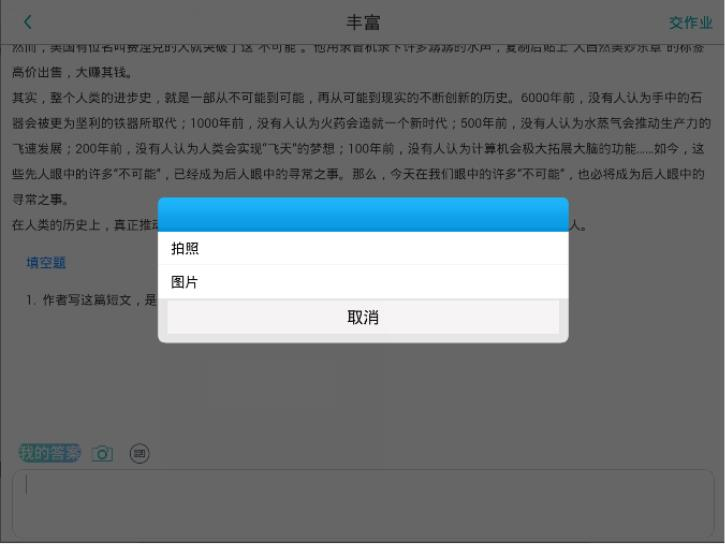 丰富
交作业
然而，美国有位名叫费涅克的人就突破了这"不可能"。他用录音机录下许多潺潺的水声，复制后贴上"大自然美妙乐章"的标签
高价出售，大赚其钱。
其实，整个人类的进步史，就是一部从不可能到可能，再从可能到现实的不断创新的历史。6000年前，没有人认为手中的石
器会被更为坚利的铁器所取代；1000年前，没有人认为火药会造就一个新时代；500年前，没有人认为水蒸气会推动生产力的
飞速发展；200年前，没有人认为人类会实现"飞天"的梦想；100年前，没有人认为计算机会极大拓展大脑的功能……如今，这
些先人眼中的许多"不可能"，已经成为后人眼中的寻常之事。那么，今天在我们眼中的许多"不可能"，也必将成为后人眼中的
寻常之事。
在人类的历史上，真正推动 人。
填空题
1. 作者写这篇短文，是
拍照
图片
取消
我的答案